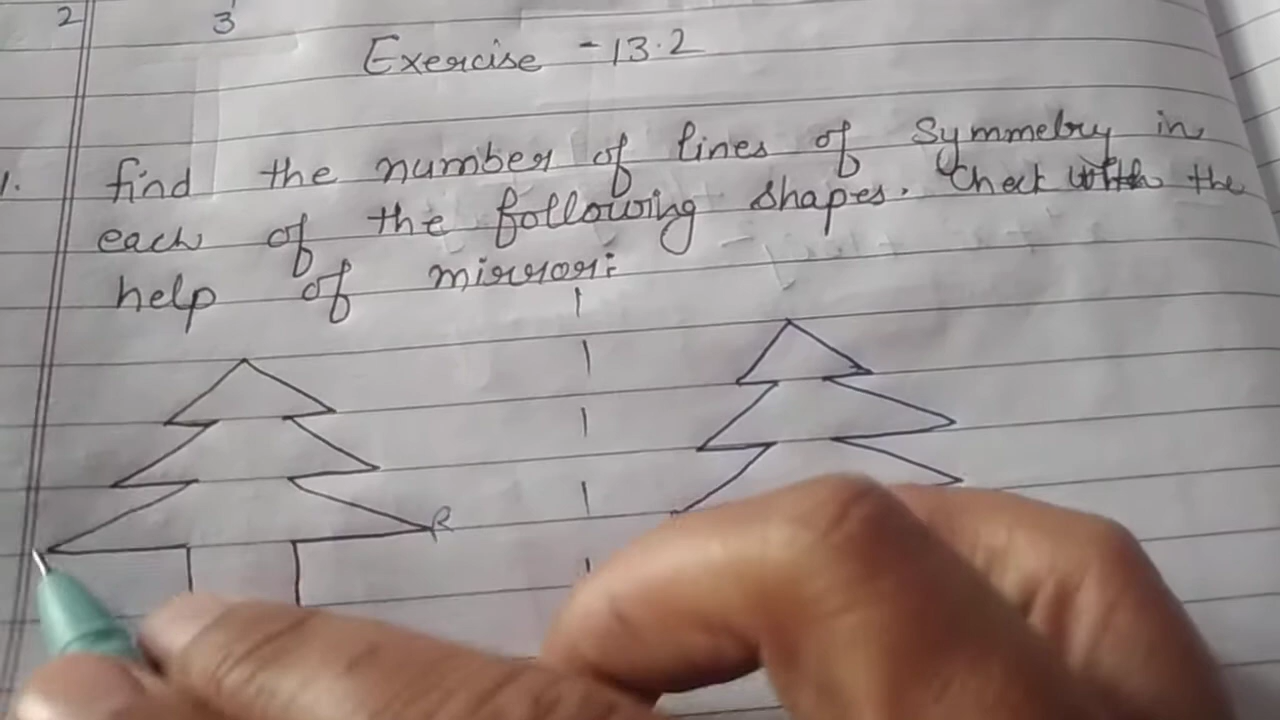 2 3
Exercise - 13.2
1. find the number of lines of Symmetry in
each of the following shapes. Check with the
help of mirror:
R